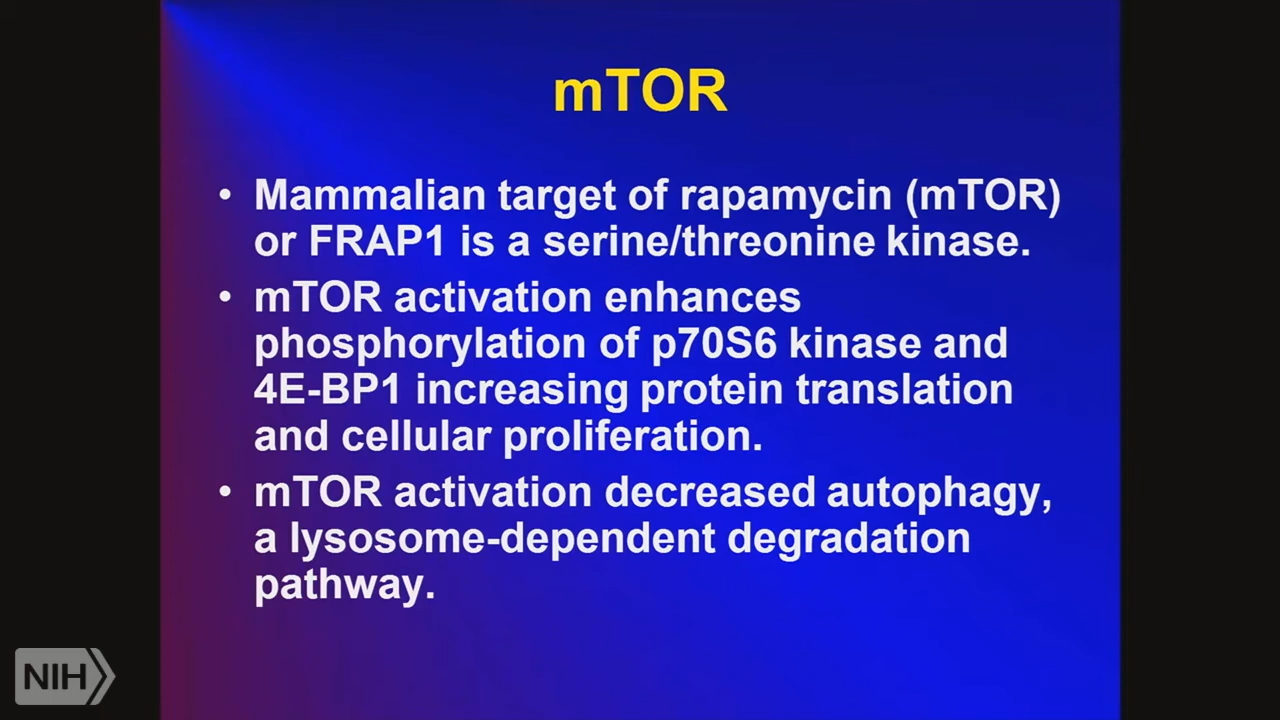 mTOR
• Mammalian target of rapamycin (mTOR)
or FRAP1 is a serine/threonine kinase.
• mTOR activation enhances
phosphorylation of p70S6 kinase and
4E-BP1 increasing protein translation
and cellular proliferation.
• mTOR activation decreased autophagy,
a lysosome-dependent degradation
pathway.
NIH